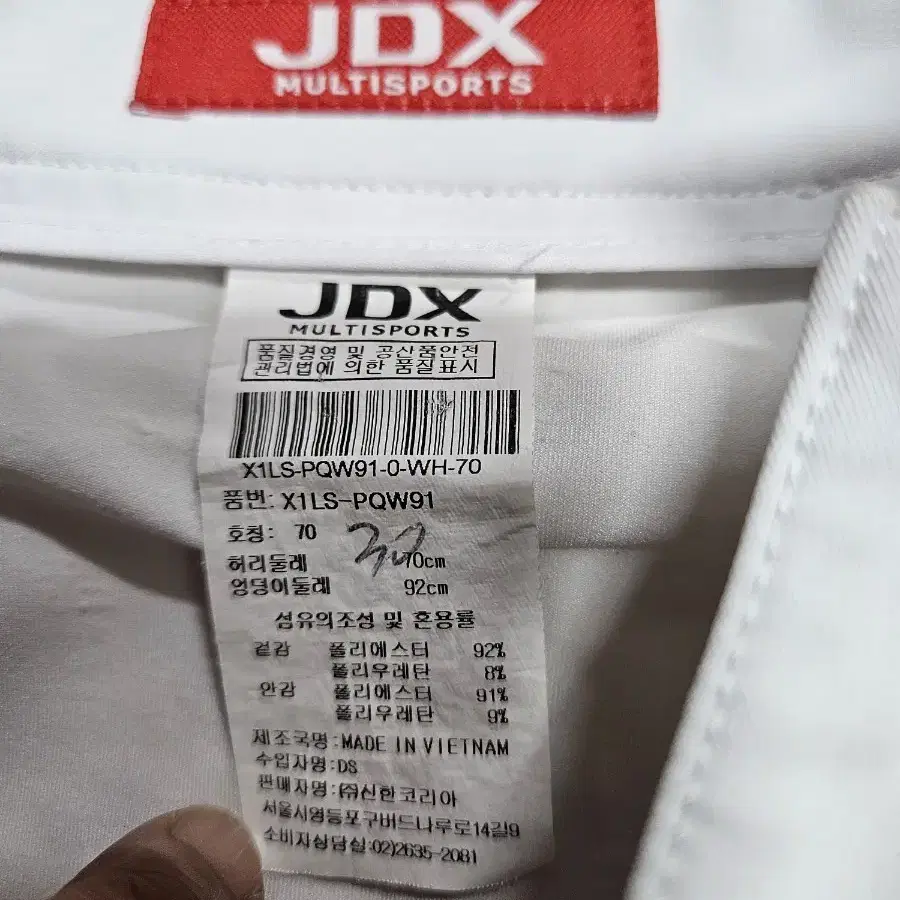 JDX
MULTISPORTS
JDX
MULTISPORTS
품질경영 및 공산품안전
관리법에 의한 품질표시
X1LS-PQW91-0-WH-70
품번: X1LS-PQW91
호칭: 70
허리둘레 70cm
엉덩이둘레 92cm
섬유의조성 및 혼용률
겉감 폴리에스터 92%
폴리우레탄 8%
안감 폴리에스터 91%
폴리우레탄 9%
제조국명:MADE IN VIETNAM
수입자명:DS
판매자명:(주)신한코리아
서울시영등포구버드나루로14길9
소비자상담실:02)2635-2081